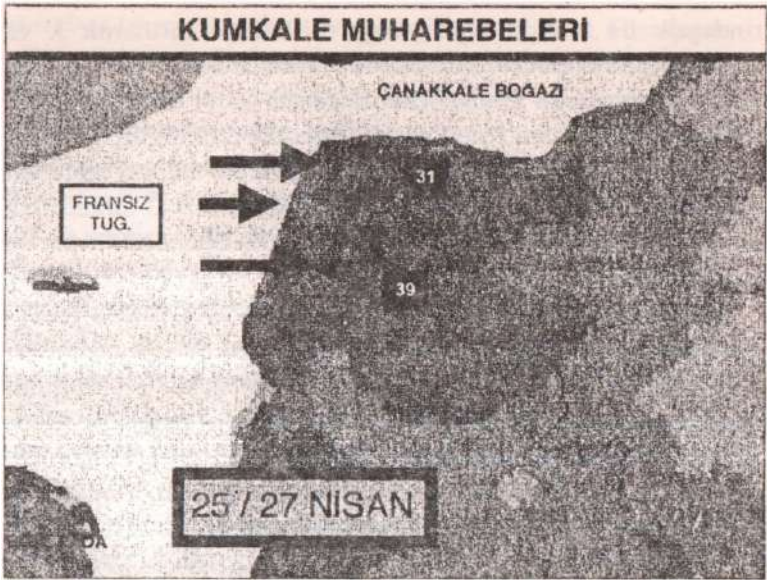 KUMKALE MUHAREBELERİ
ÇANAKKALE BOĞAZI
31
FRANSIZ
TUG.
39
25 / 27 NİSAN